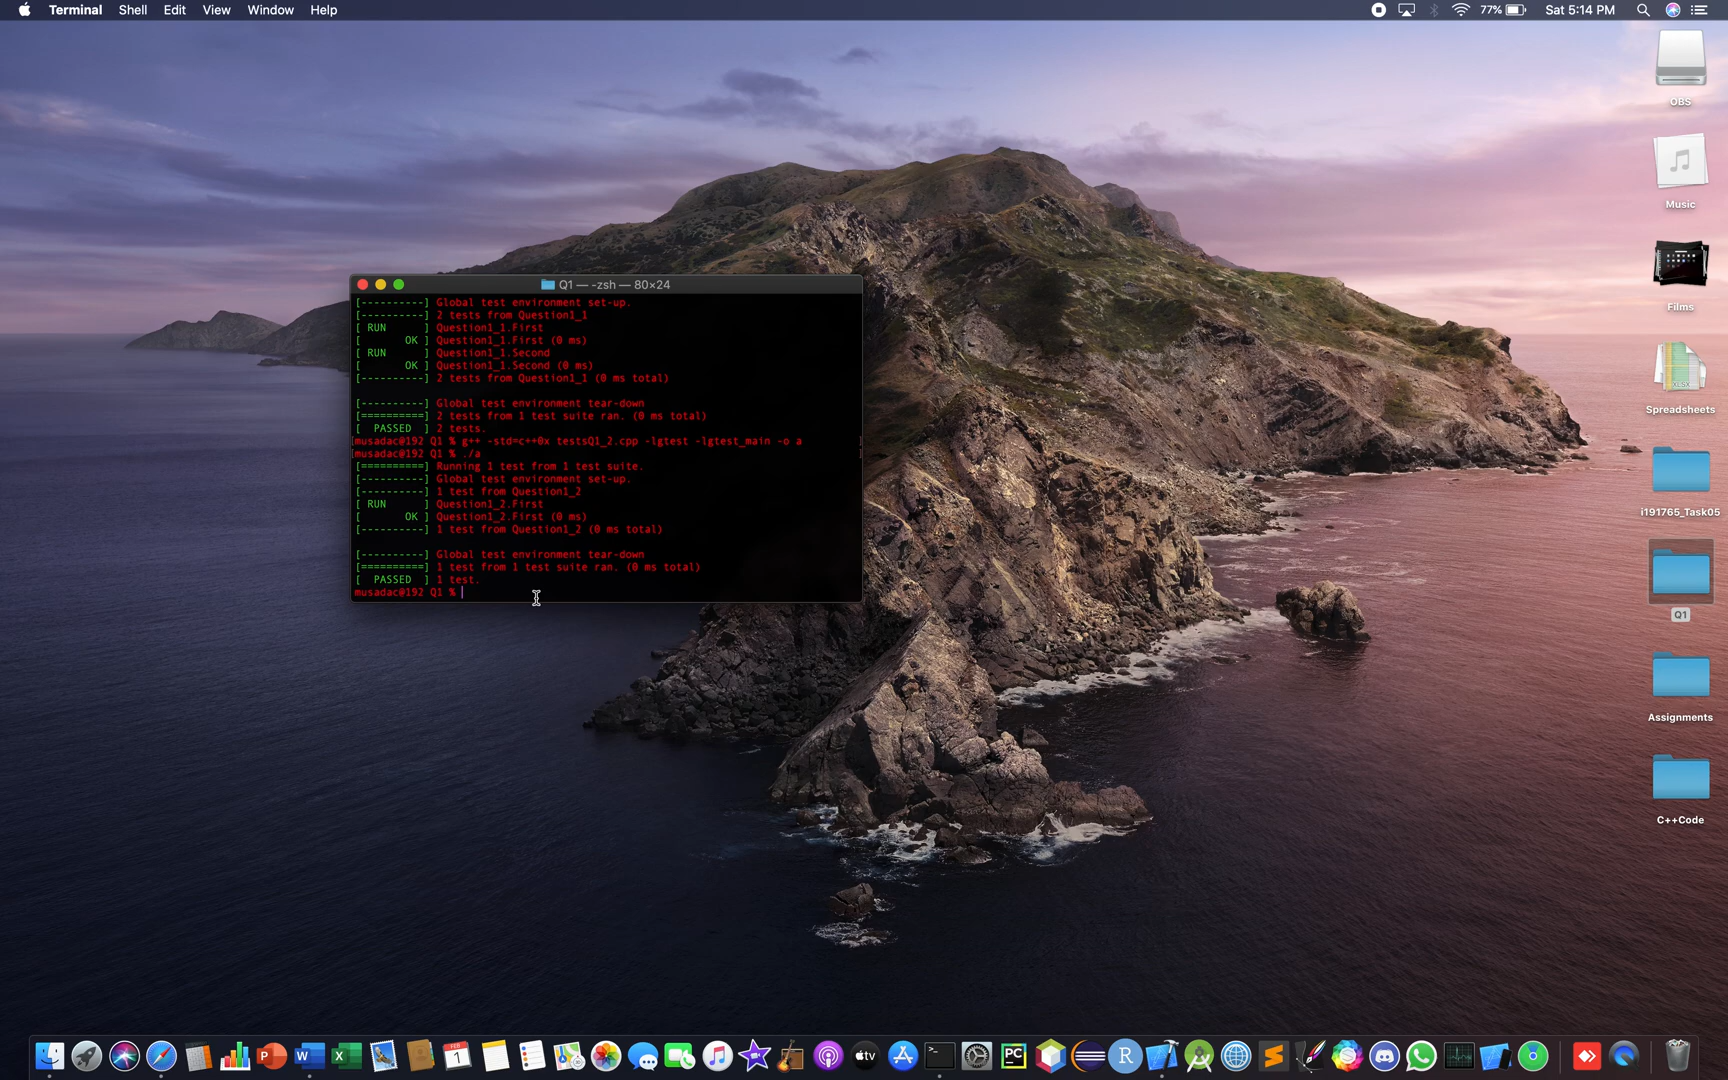 Terminal Shell Edit View Window Help
77% Sat 5:14 PM
OBS
Music
Films
Spreadsheets
i191765_Task05
Q1
Assignments
C++Code
Q1 — -zsh — 80×24
[----------] Global test environment set-up.
[----------] 2 tests from Question1_1
[ RUN      ] Question1_1.First
[       OK ] Question1_1.First (0 ms)
[ RUN      ] Question1_1.Second
[       OK ] Question1_1.Second (0 ms)
[----------] 2 tests from Question1_1 (0 ms total)
[----------] Global test environment tear-down
[==========] 2 tests from 1 test suite ran. (0 ms total)
[  PASSED  ] 2 tests.
[musadac@192 Q1 % g++ -std=c++0x testsQ1_2.cpp -lgtest -lgtest_main -o a ]
[musadac@192 Q1 % ./a ]
[==========] Running 1 test from 1 test suite.
[----------] Global test environment set-up.
[----------] 1 test from Question1_2
[ RUN      ] Question1_2.First
[       OK ] Question1_2.First (0 ms)
[----------] 1 test from Question1_2 (0 ms total)
[----------] Global test environment tear-down
[==========] 1 test from 1 test suite ran. (0 ms total)
[  PASSED  ] 1 test.
musadac@192 Q1 %
P W X FEB 1 tv >_ PC R